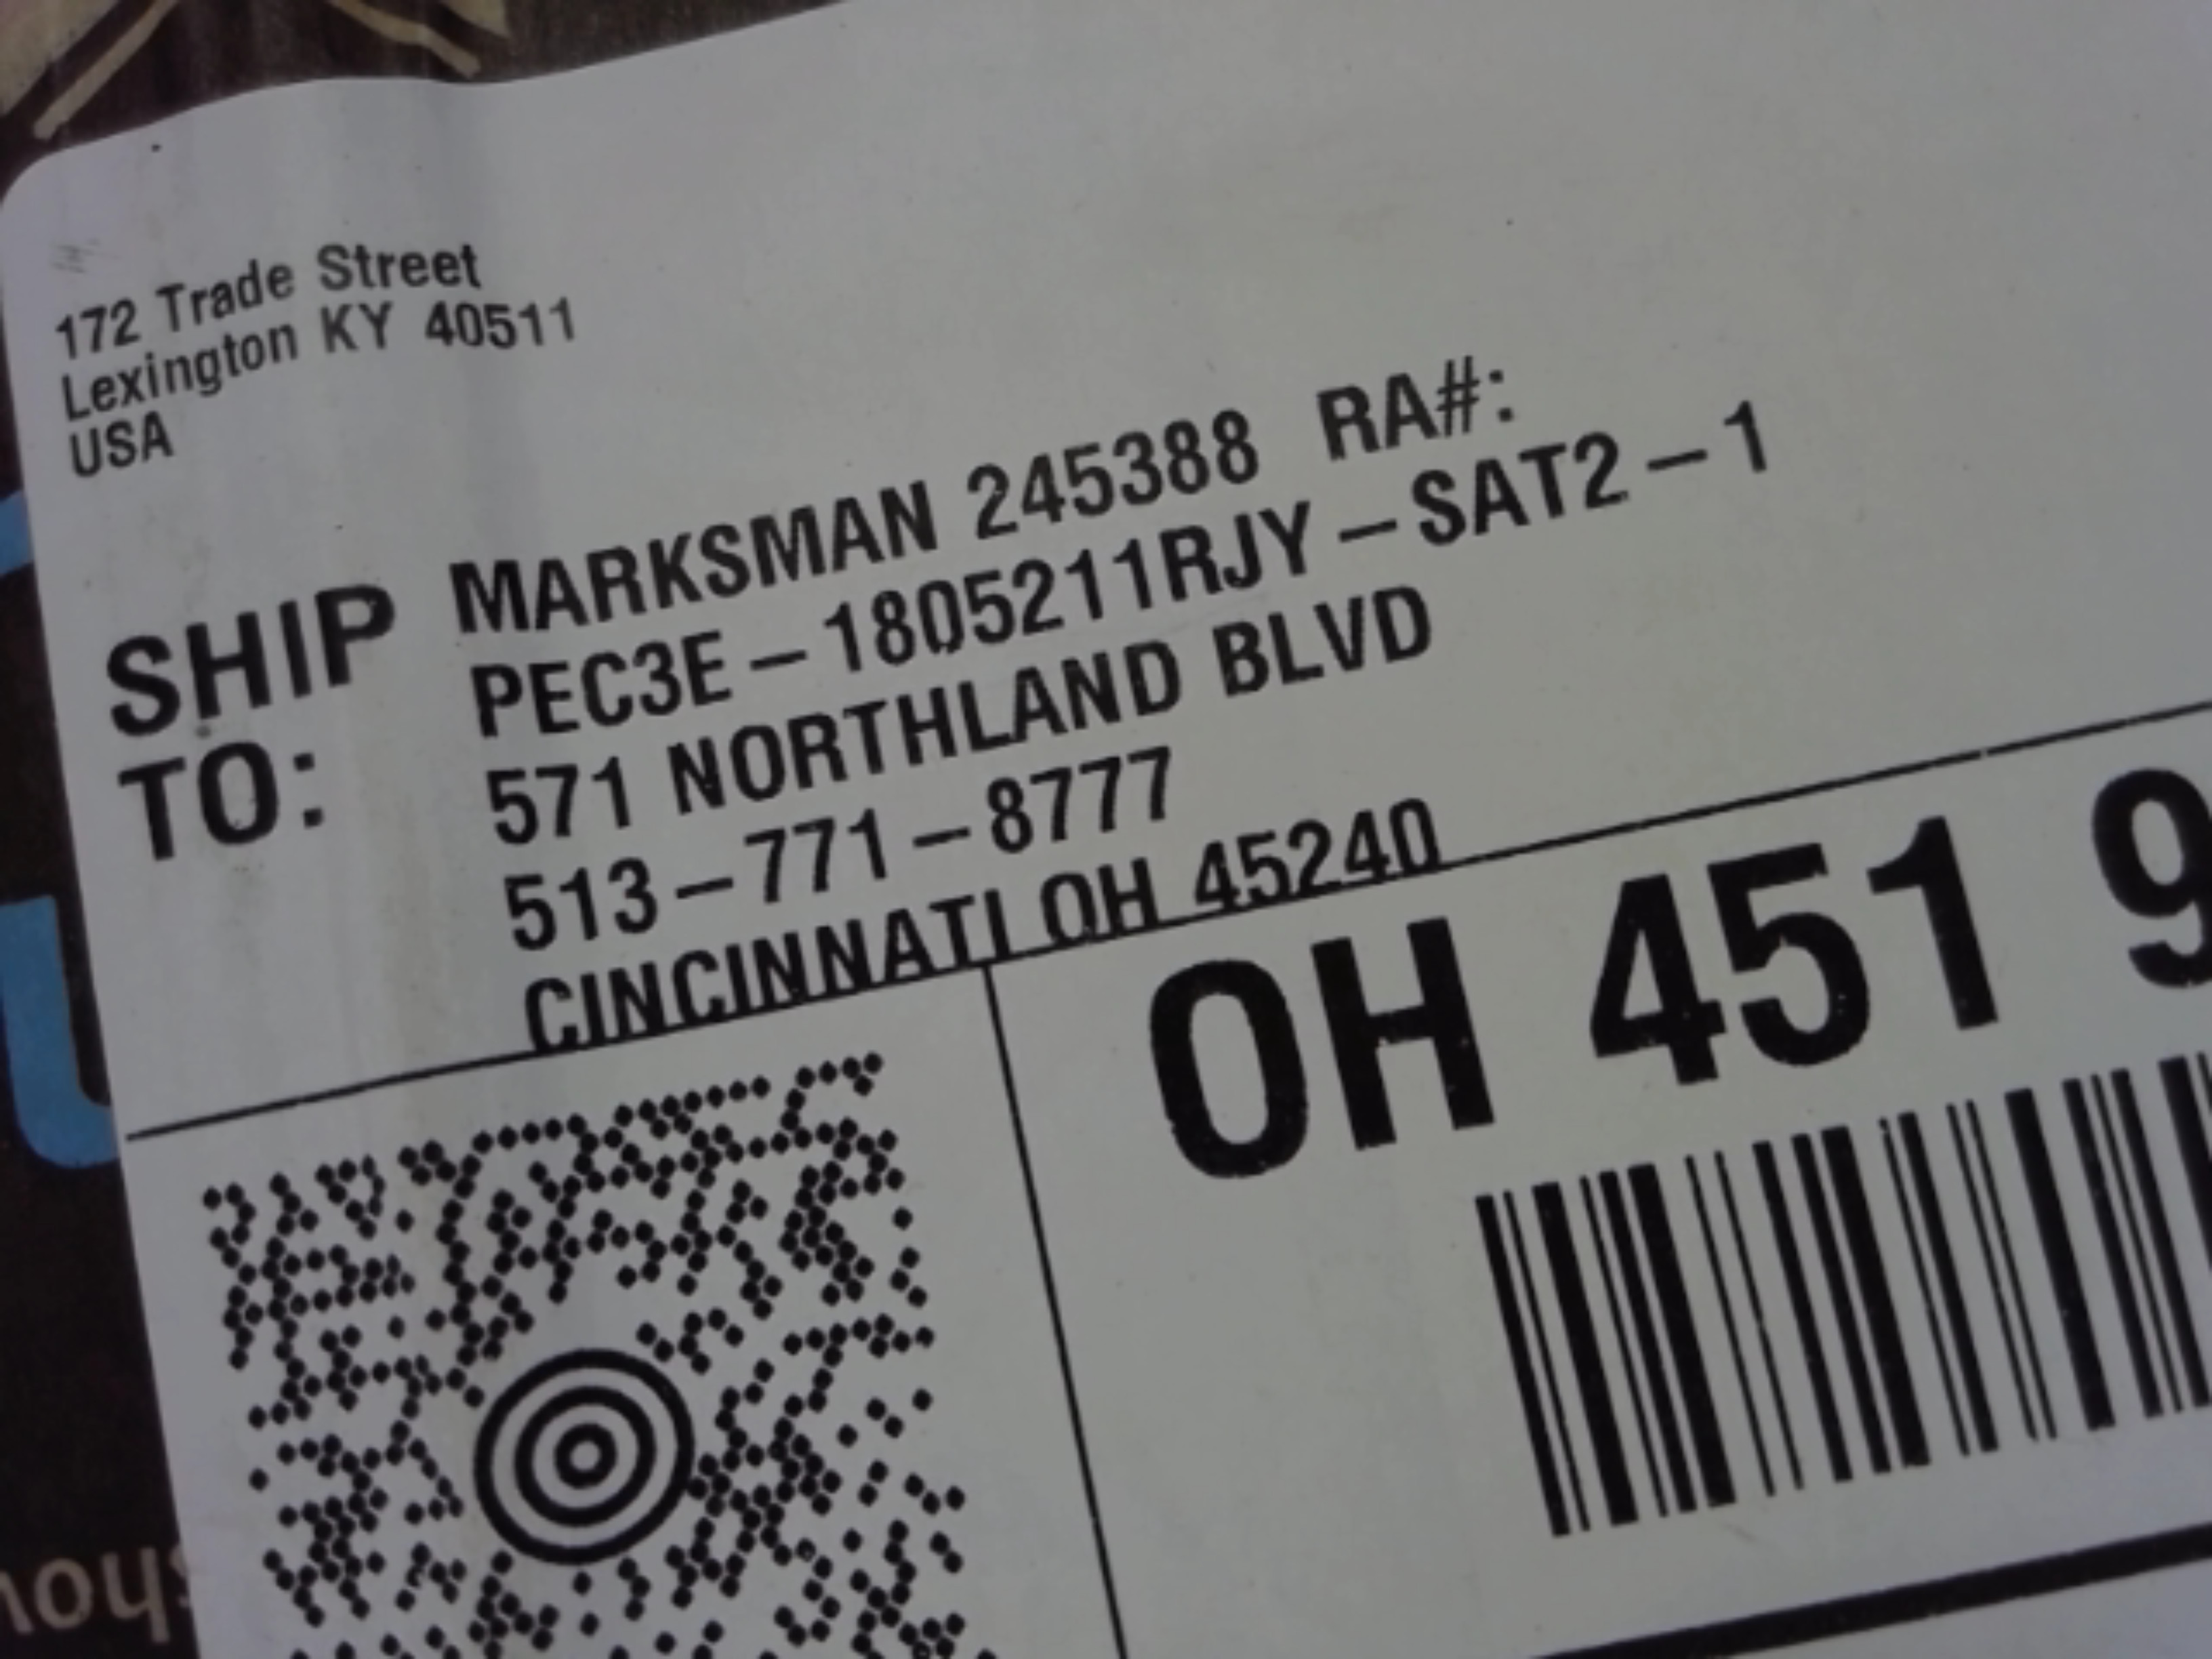 172 Trade Street
Lexington KY 40511
USA
SHIP TO:
MARKSMAN 245388 RA#:
PEC3E-1805211RJY-SAT2-1
571 NORTHLAND BLVD
513-771-8777
CINCINNATI OH 45240
OH 451 9